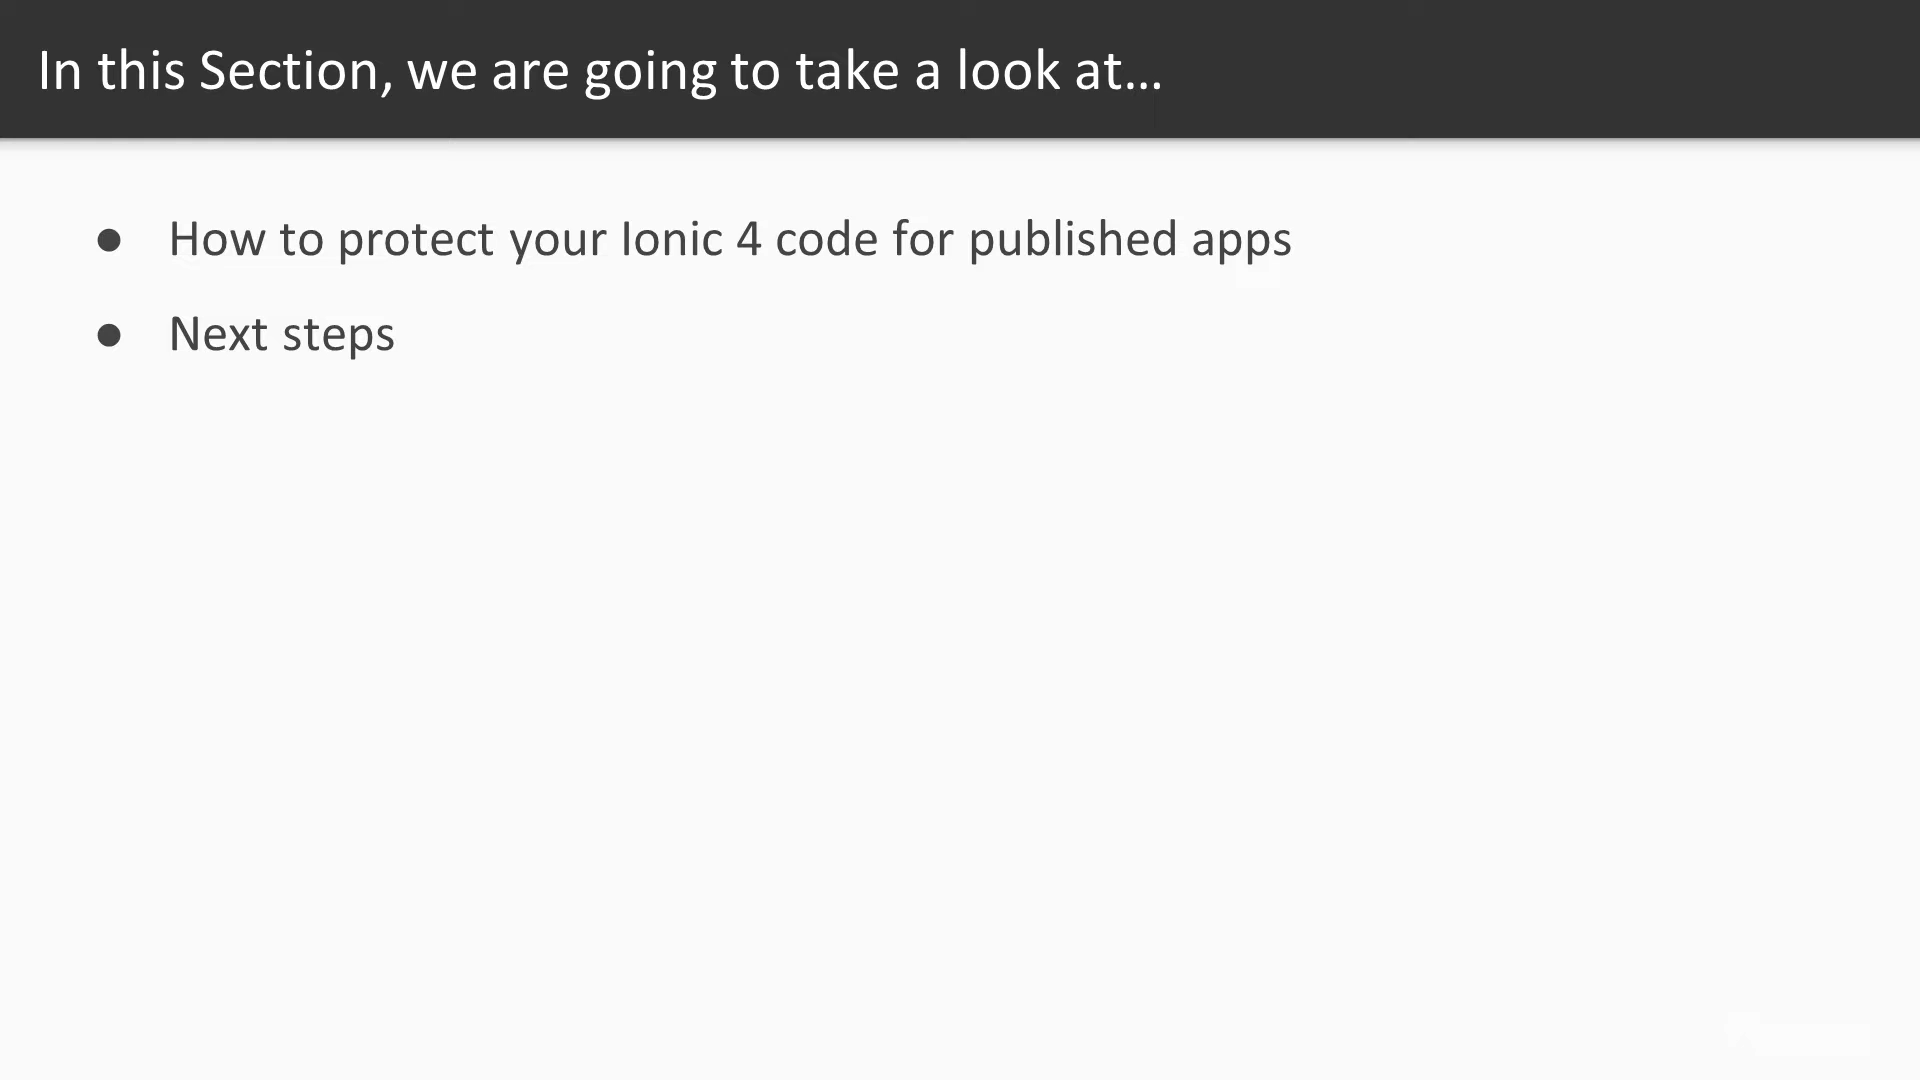 In this Section, we are going to take a look at...
● How to protect your Ionic 4 code for published apps
● Next steps